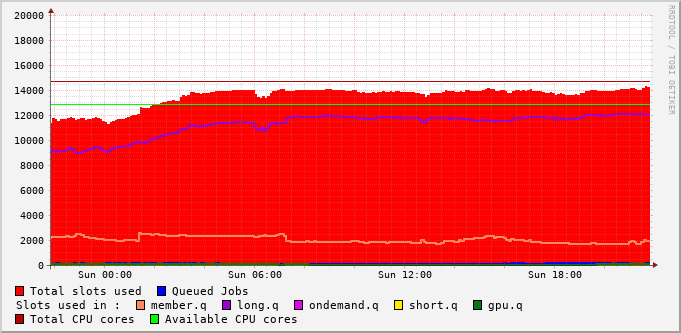 20000
18000
16000
14000
12000
10000
8000
6000
4000
2000
0
Sun 00:00 Sun 06:00 Sun 12:00 Sun 18:00
RRDTOOL / TOBI OETIKER
Total slots used Queued Jobs
Slots used in : member.q long.q ondemand.q short.q gpu.q
Total CPU cores Available CPU cores